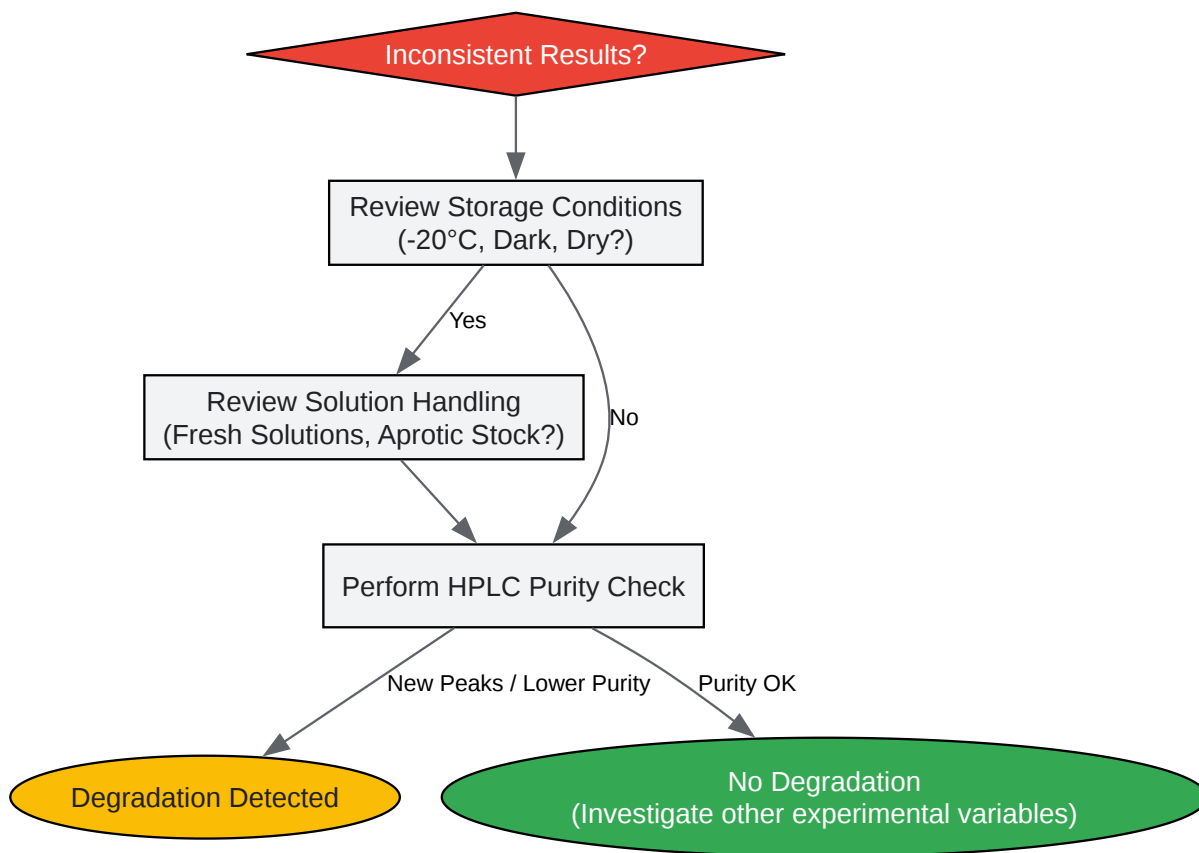 Inconsistent Results?
Review Storage Conditions
(-20°C, Dark, Dry?)
Yes
Review Solution Handling
(Fresh Solutions, Aprotic Stock?)
No
Perform HPLC Purity Check
New Peaks / Lower Purity
Purity OK
Degradation Detected
No Degradation
(Investigate other experimental variables)